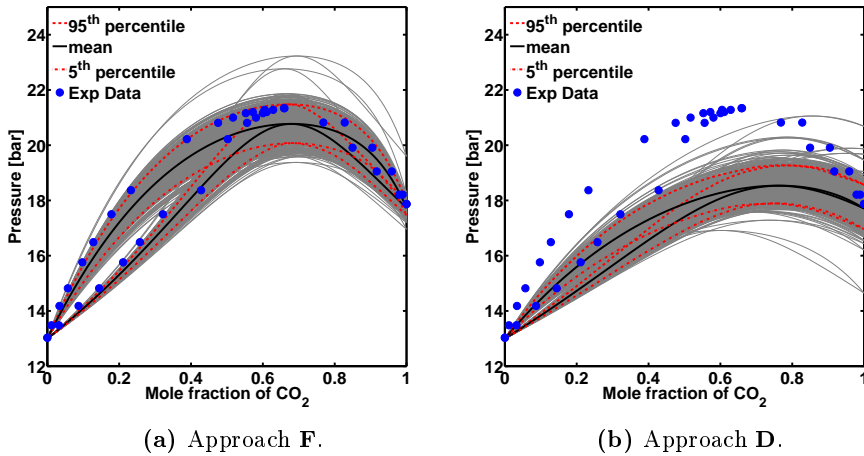 95th percentile
mean
5th percentile
Exp Data
Pressure [bar]
24
22
20
18
16
14
12
0
0.2
0.4
0.6
0.8
1
Mole fraction of CO2
(a) Approach F.
95th percentile
mean
5th percentile
Exp Data
Pressure [bar]
24
22
20
18
16
14
12
0
0.2
0.4
0.6
0.8
1
Mole fraction of CO2
(b) Approach D.